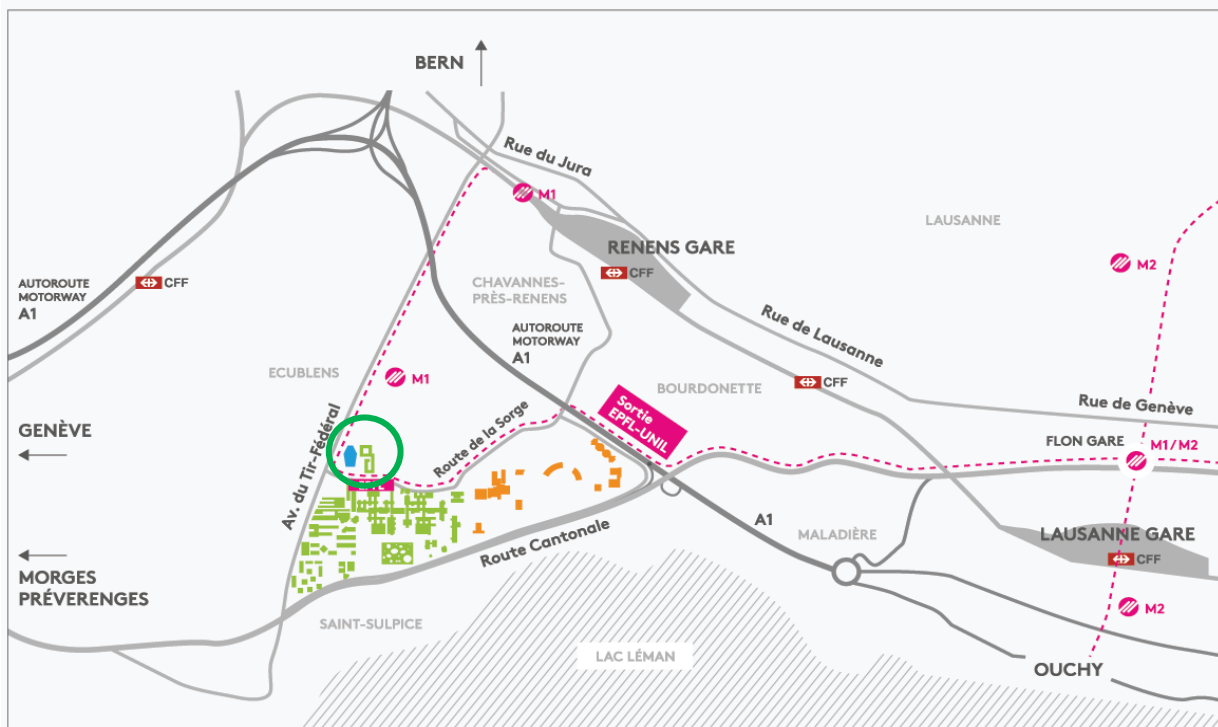 BERN
Rue du Jura
M1
LAUSANNE
RENENS GARE
CFF
M2
AUTOROUTE
MOTORWAY
A1
CFF
CHAVANNES-
PRÈS-RENENS
AUTOROUTE
MOTORWAY
A1
Rue de Lausanne
ECUBLENS
M1
BOURDONETTE
CFF
Rue de Genève
Sortie
EPFL-UNIL
GENÈVE
Av. du Tir-Fédéral
Route de la Sorge
FLON GARE
M1/M2
A1
MALADIÈRE
LAUSANNE GARE
CFF
Route Cantonale
MORGES
PRÉVERENGES
SAINT-SULPICE
M2
LAC LÉMAN
OUCHY